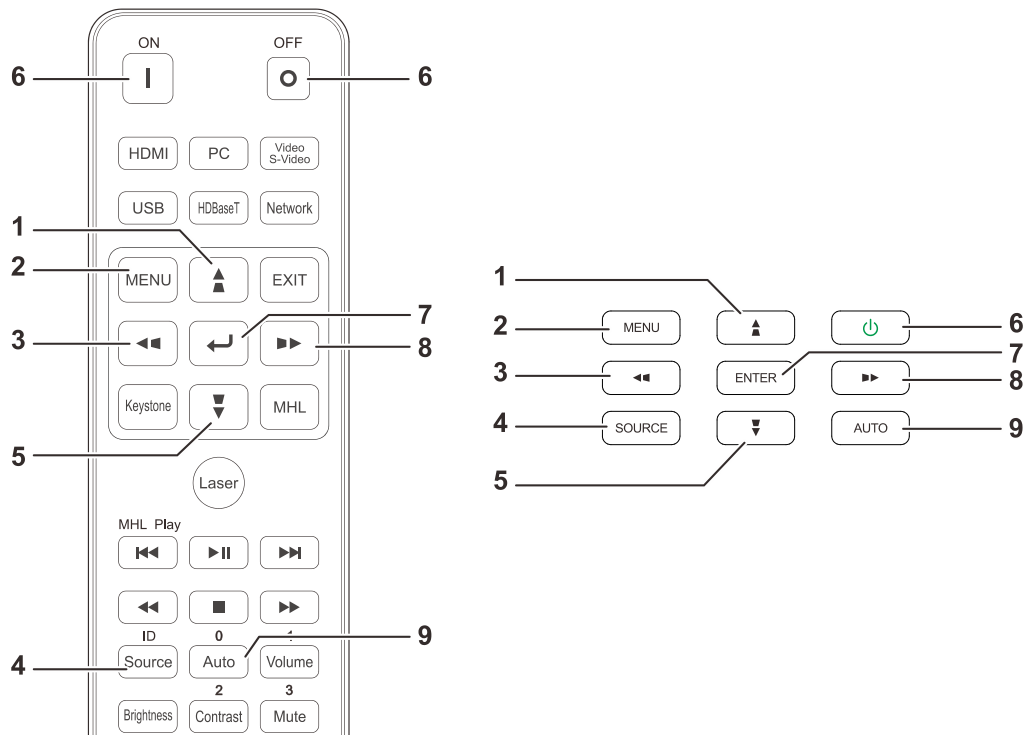 ON OFF
6 6
HDMI PC Video
S-Video
USB HDBaseT Network
1
2 MENU EXIT
7
3
8
Keystone MHL
5
Laser
MHL Play
ID 0 1
9
4 Source Auto Volume
2 3
Brightness Contrast Mute
1
2 MENU 6
7
3 ENTER 8
4 SOURCE AUTO 9
5